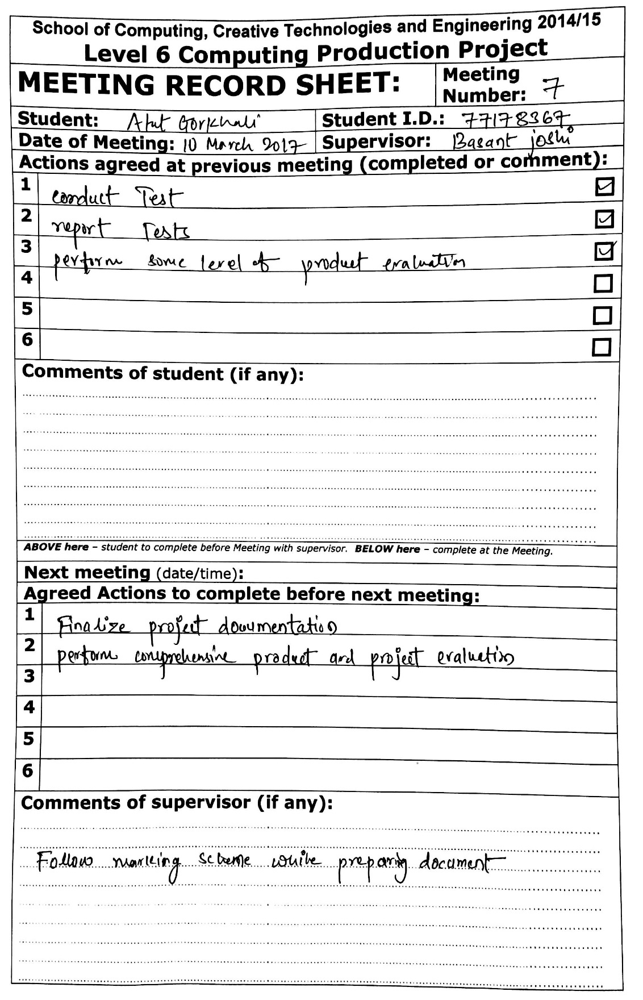 School of Computing, Creative Technologies and Engineering 2014/15
Level 6 Computing Production Project
MEETING RECORD SHEET:
Meeting Number: 7
Student: Atut Gorkhali
Student I.D.: 77178367
Date of Meeting: 10 March 2017
Supervisor: Basant joshi
Actions agreed at previous meeting (completed or comment):
1 conduct Test
2 report Tests
3 perform some level of product evaluation
4
5
6
Comments of student (if any):
ABOVE here – student to complete before Meeting with supervisor. BELOW here – complete at the Meeting.
Next meeting (date/time):
Agreed Actions to complete before next meeting:
1 Finalize project documentation
2 perform comprehensive product and project evaluation
3
4
5
6
Comments of supervisor (if any):
Follow marking scheme while preparing document